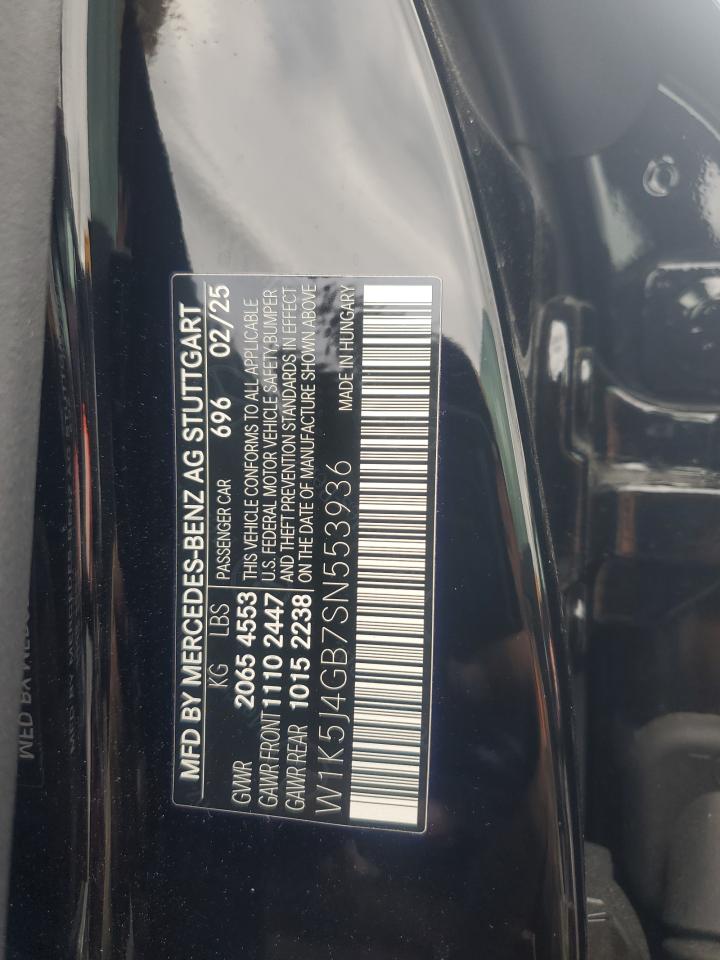 MFD BY MERCEDES-BENZ AG STUTTGART
KG LBS PASSENGER CAR 696 02/25
GVWR 2065 4553 THIS VEHICLE CONFORMS TO ALL APPLICABLE
GAWR FRONT 1110 2447 U.S. FEDERAL MOTOR VEHICLE SAFETY, BUMPER
GAWR REAR 1015 2238 AND THEFT PREVENTION STANDARDS IN EFFECT
ON THE DATE OF MANUFACTURE SHOWN ABOVE
W1K5J4GB7SN553936 MADE IN HUNGARY